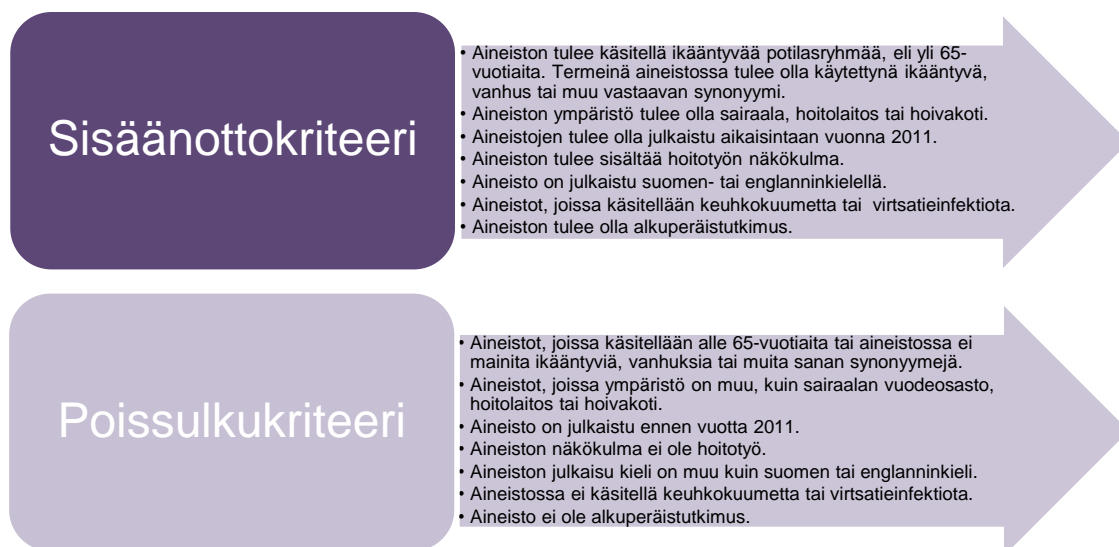 Sisäänottokriteeri
• Aineiston tulee käsitellä ikääntyvää potilasryhmää, eli yli 65-
vuotiaita. Termeinä aineistossa tulee olla käytettynä ikääntyvä,
vanhus tai muu vastaavan synonyymi.
• Aineiston ympäristö tulee olla sairaala, hoitolaitos tai hoivakoti.
• Aineistojen tulee olla julkaistu aikaisintaan vuonna 2011.
• Aineiston tulee sisältää hoitotyön näkökulma.
• Aineisto on julkaistu suomen- tai englanninkielellä.
• Aineistot, joissa käsitellään keuhkokuumetta tai virtsatieinfektiota.
• Aineiston tulee olla alkuperäistutkimus.
Poissulkukriteeri
• Aineistot, joissa käsitellään alle 65-vuotiaita tai aineistossa ei
mainita ikääntyviä, vanhuksia tai muita sanan synonyymejä.
• Aineistot, joissa ympäristö on muu, kuin sairaalan vuodeosasto,
hoitolaitos tai hoivakoti.
• Aineisto on julkaistu ennen vuotta 2011.
• Aineiston näkökulma ei ole hoitotyö.
• Aineiston julkaisu kieli on muu kuin suomen tai englanninkieli.
• Aineistossa ei käsitellä keuhkokuumetta tai virtsatieinfektiota.
• Aineisto ei ole alkuperäistutkimus.